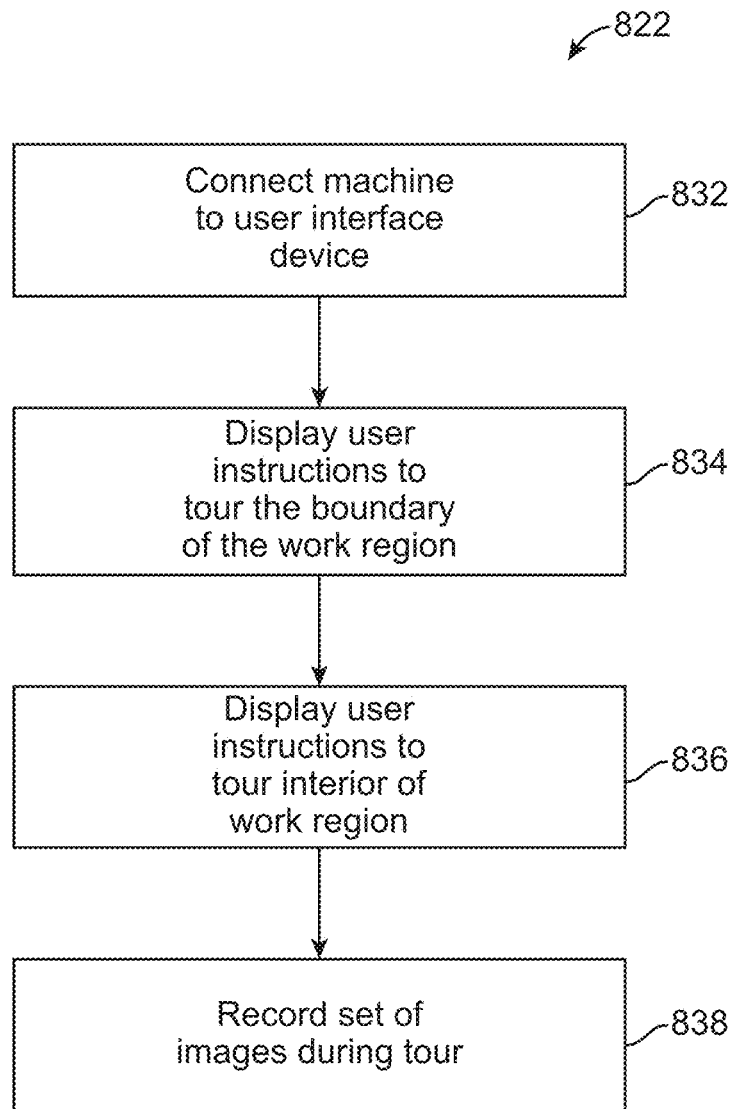 822
Connect machine
to user interface
device
832
Display user
instructions to
tour the boundary
of the work region
834
Display user
instructions to
tour interior of
work region
836
Record set of
images during tour
838